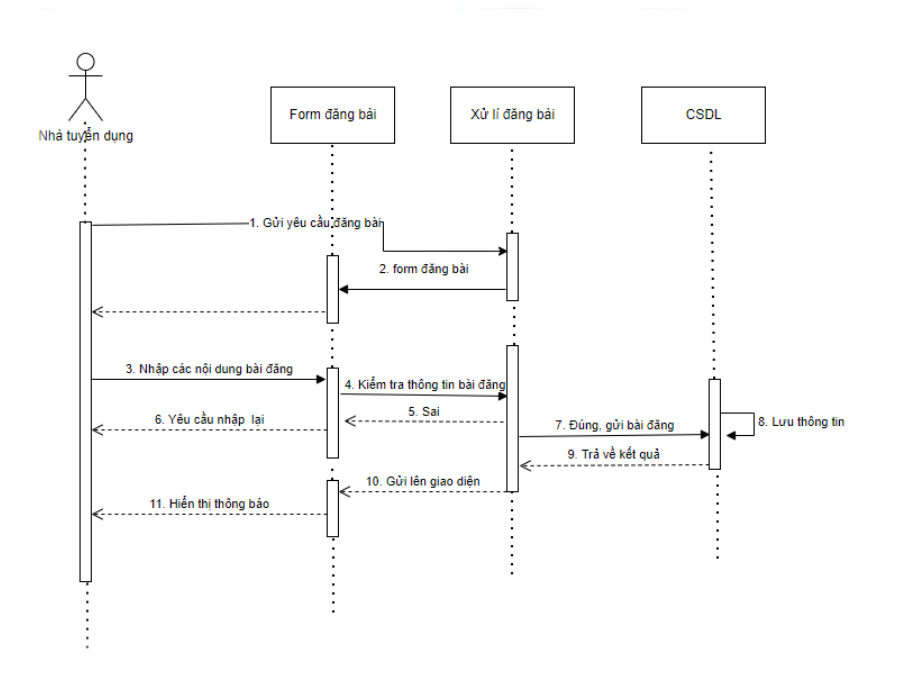 Nhà tuyển dụng
Form đăng bài
Xử lí đăng bài
CSDL
1. Gửi yêu cầu đăng bài
2. form đăng bài
3. Nhập các nội dung bài đăng
4. Kiểm tra thông tin bài đăng
5. Sai
6. Yêu cầu nhập lại
7. Đúng, gửi bài đăng
8. Lưu thông tin
9. Trả về kết quả
10. Gửi lên giao diện
11. Hiển thị thông báo